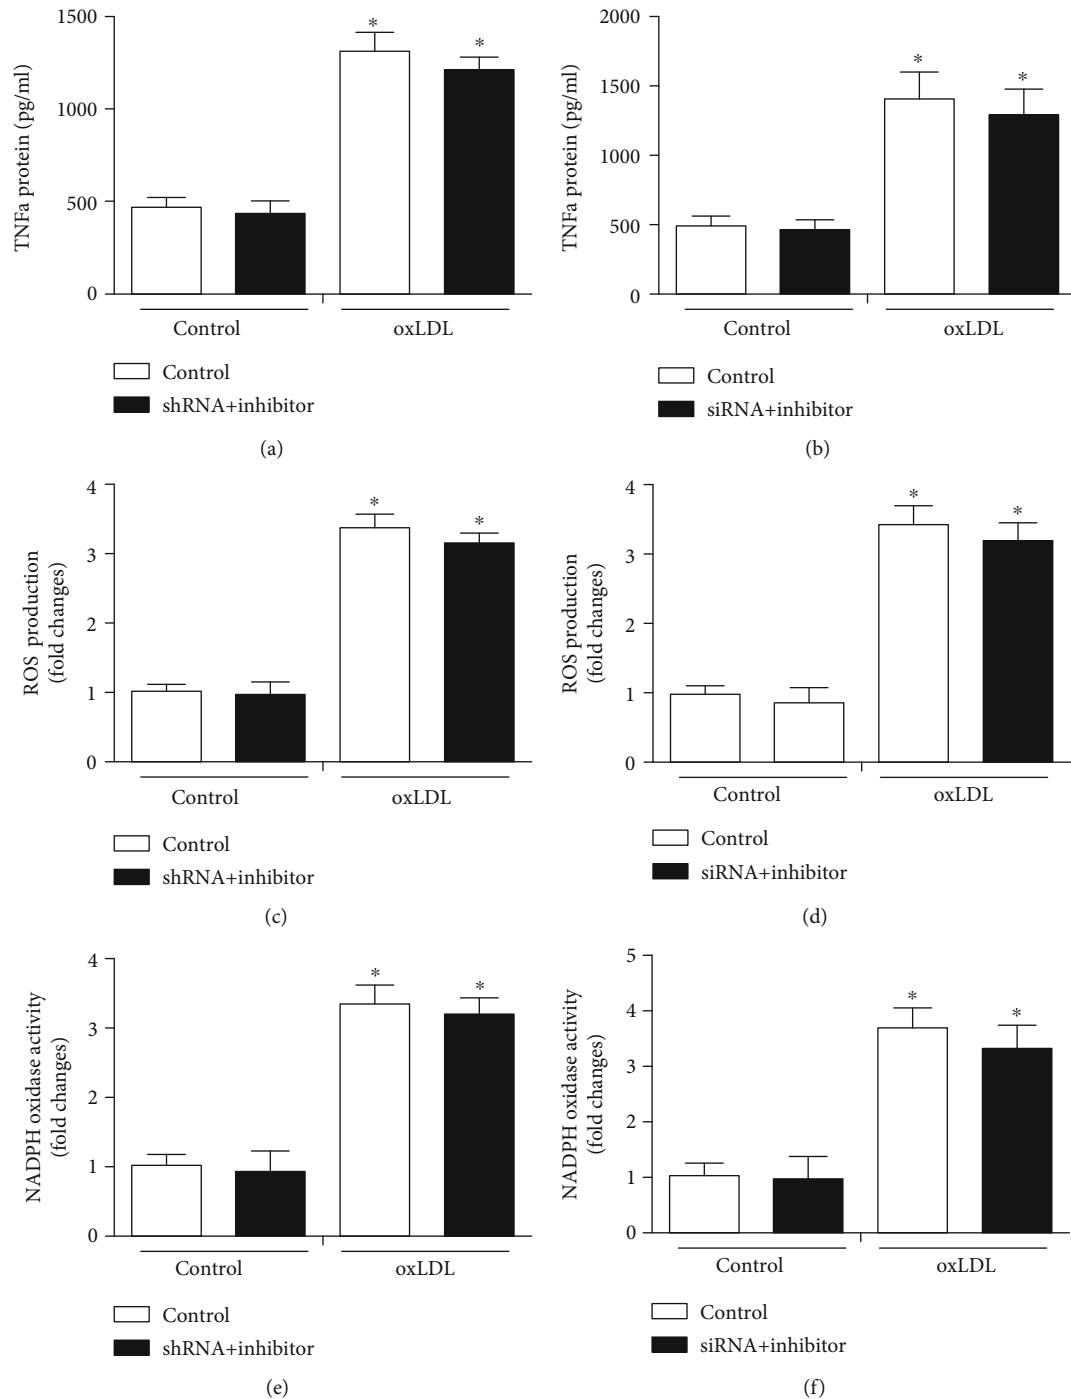 1500
1000
500
0
TNFa protein (pg/ml)
*
*
Control
oxLDL
Control
shRNA+inhibitor
(a)
2000
1500
1000
500
0
TNFa protein (pg/ml)
*
*
Control
oxLDL
Control
siRNA+inhibitor
(b)
4
3
2
1
0
ROS production
(fold changes)
*
*
Control
oxLDL
Control
shRNA+inhibitor
(c)
4
3
2
1
0
ROS production
(fold changes)
*
*
Control
oxLDL
Control
siRNA+inhibitor
(d)
4
3
2
1
0
NADPH oxidase activity
(fold changes)
*
*
Control
oxLDL
Control
shRNA+inhibitor
(e)
5
4
3
2
1
0
NADPH oxidase activity
(fold changes)
*
*
Control
oxLDL
Control
siRNA+inhibitor
(f)